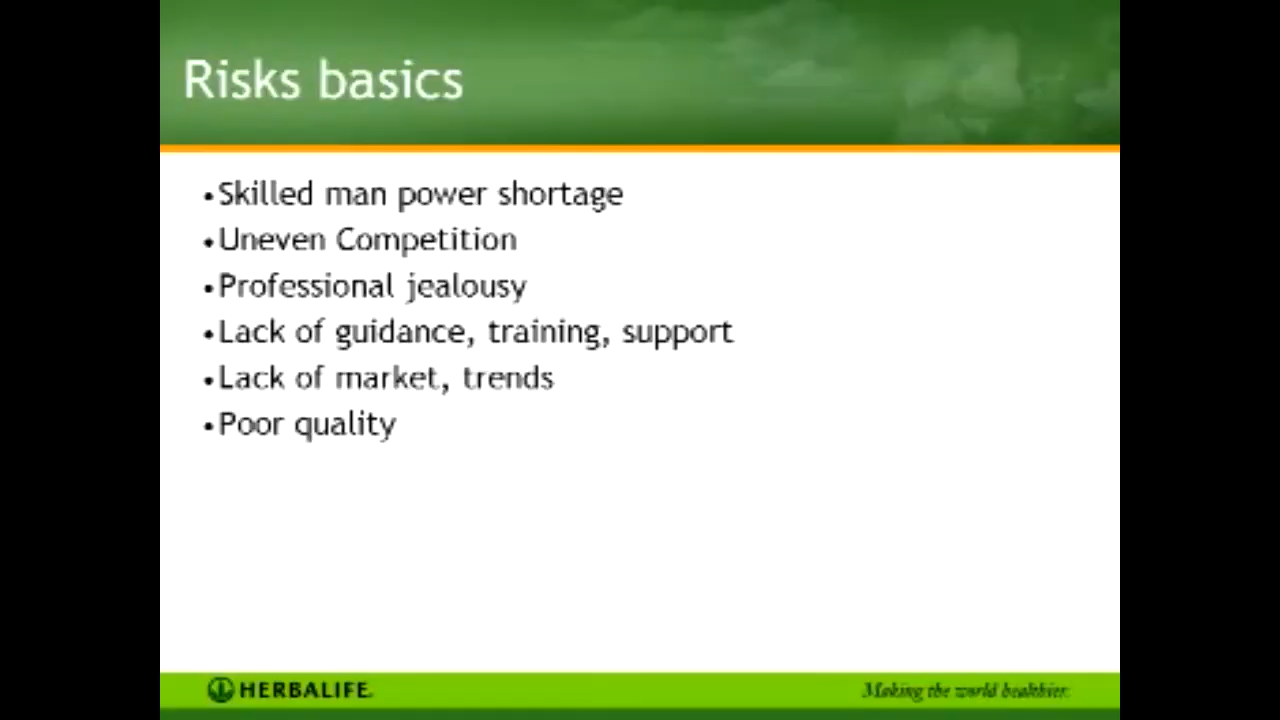 Risks basics
•Skilled man power shortage
•Uneven Competition
•Professional jealousy
•Lack of guidance, training, support
•Lack of market, trends
•Poor quality
HERBALIFE.
Making the world healthier.